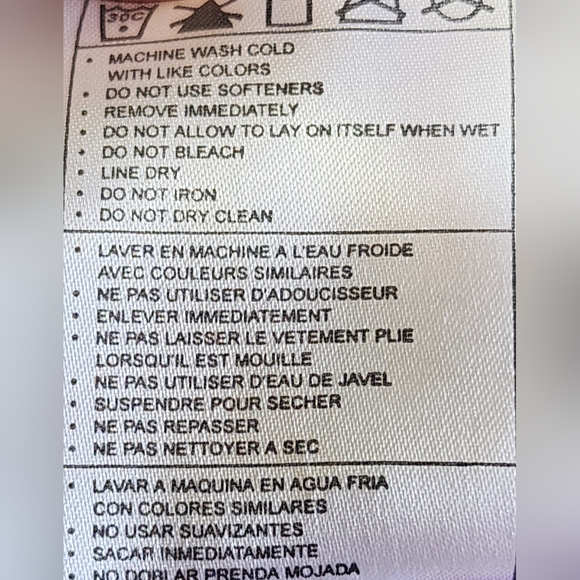 30C
• MACHINE WASH COLD
WITH LIKE COLORS
• DO NOT USE SOFTENERS
• REMOVE IMMEDIATELY
• DO NOT ALLOW TO LAY ON ITSELF WHEN WET
• DO NOT BLEACH
• LINE DRY
• DO NOT IRON
• DO NOT DRY CLEAN
• LAVER EN MACHINE A L'EAU FROIDE
AVEC COULEURS SIMILAIRES
• NE PAS UTILISER D'ADOUCISSEUR
• ENLEVER IMMEDIATEMENT
• NE PAS LAISSER LE VETEMENT PLIE
LORSQU'IL EST MOUILLE
• NE PAS UTILISER D'EAU DE JAVEL
• SUSPENDRE POUR SECHER
• NE PAS REPASSER
• NE PAS NETTOYER A SEC
• LAVAR A MAQUINA EN AGUA FRIA
CON COLORES SIMILARES
• NO USAR SUAVIZANTES
• SACAR INMEDIATAMENTE
• NO DOBLAR PRENDA MOJADA